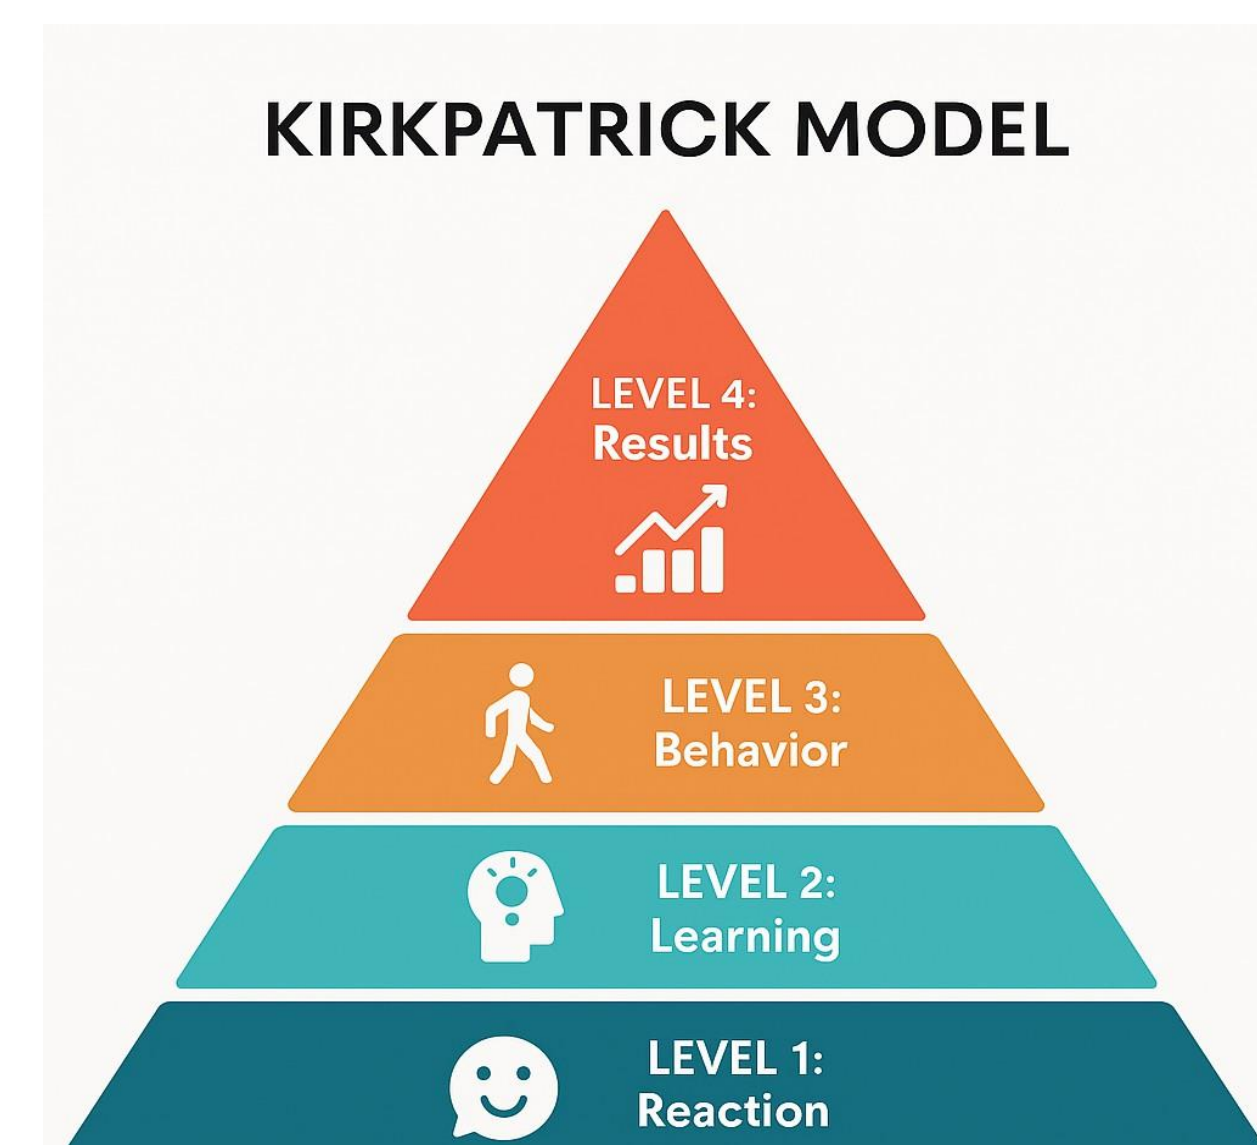 KIRKPATRICK MODEL
LEVEL 4:
Results
LEVEL 3:
Behavior
LEVEL 2:
Learning
LEVEL 1:
Reaction